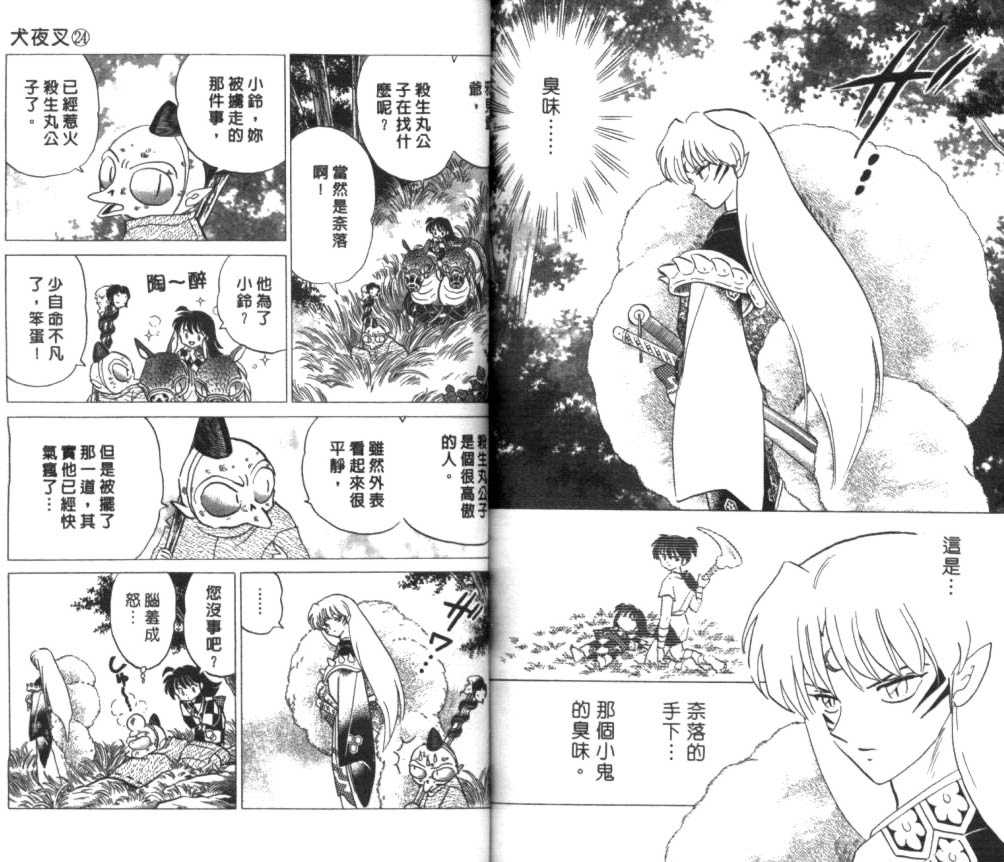 臭味……
這是…
奈落的
手下…
那個小鬼
的臭味。
犬夜叉㉔
爺，
殺生丸公
子在找什
麼呢？
當然是奈落
啊！
小鈴，妳
被擄走的
那件事，
已經惹火
殺生丸公
子了。
他為了
小鈴？
陶～醉
少自命不凡
了，笨蛋！
殺生丸公子
是個很高傲
的人。
雖然外表
看起來很
平靜，
但是被擺了
那一道，其
實他已經快
氣瘋了…
……
您沒事吧？
腦羞成
怒…